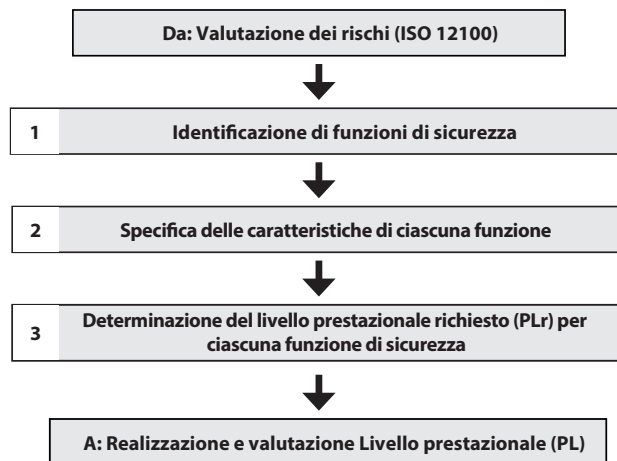 Da: Valutazione dei rischi (ISO 12100)
1 Identificazione di funzioni di sicurezza
2 Specifica delle caratteristiche di ciascuna funzione
3 Determinazione del livello prestazionale richiesto (PLr) per
ciascuna funzione di sicurezza
A: Realizzazione e valutazione Livello prestazionale (PL)